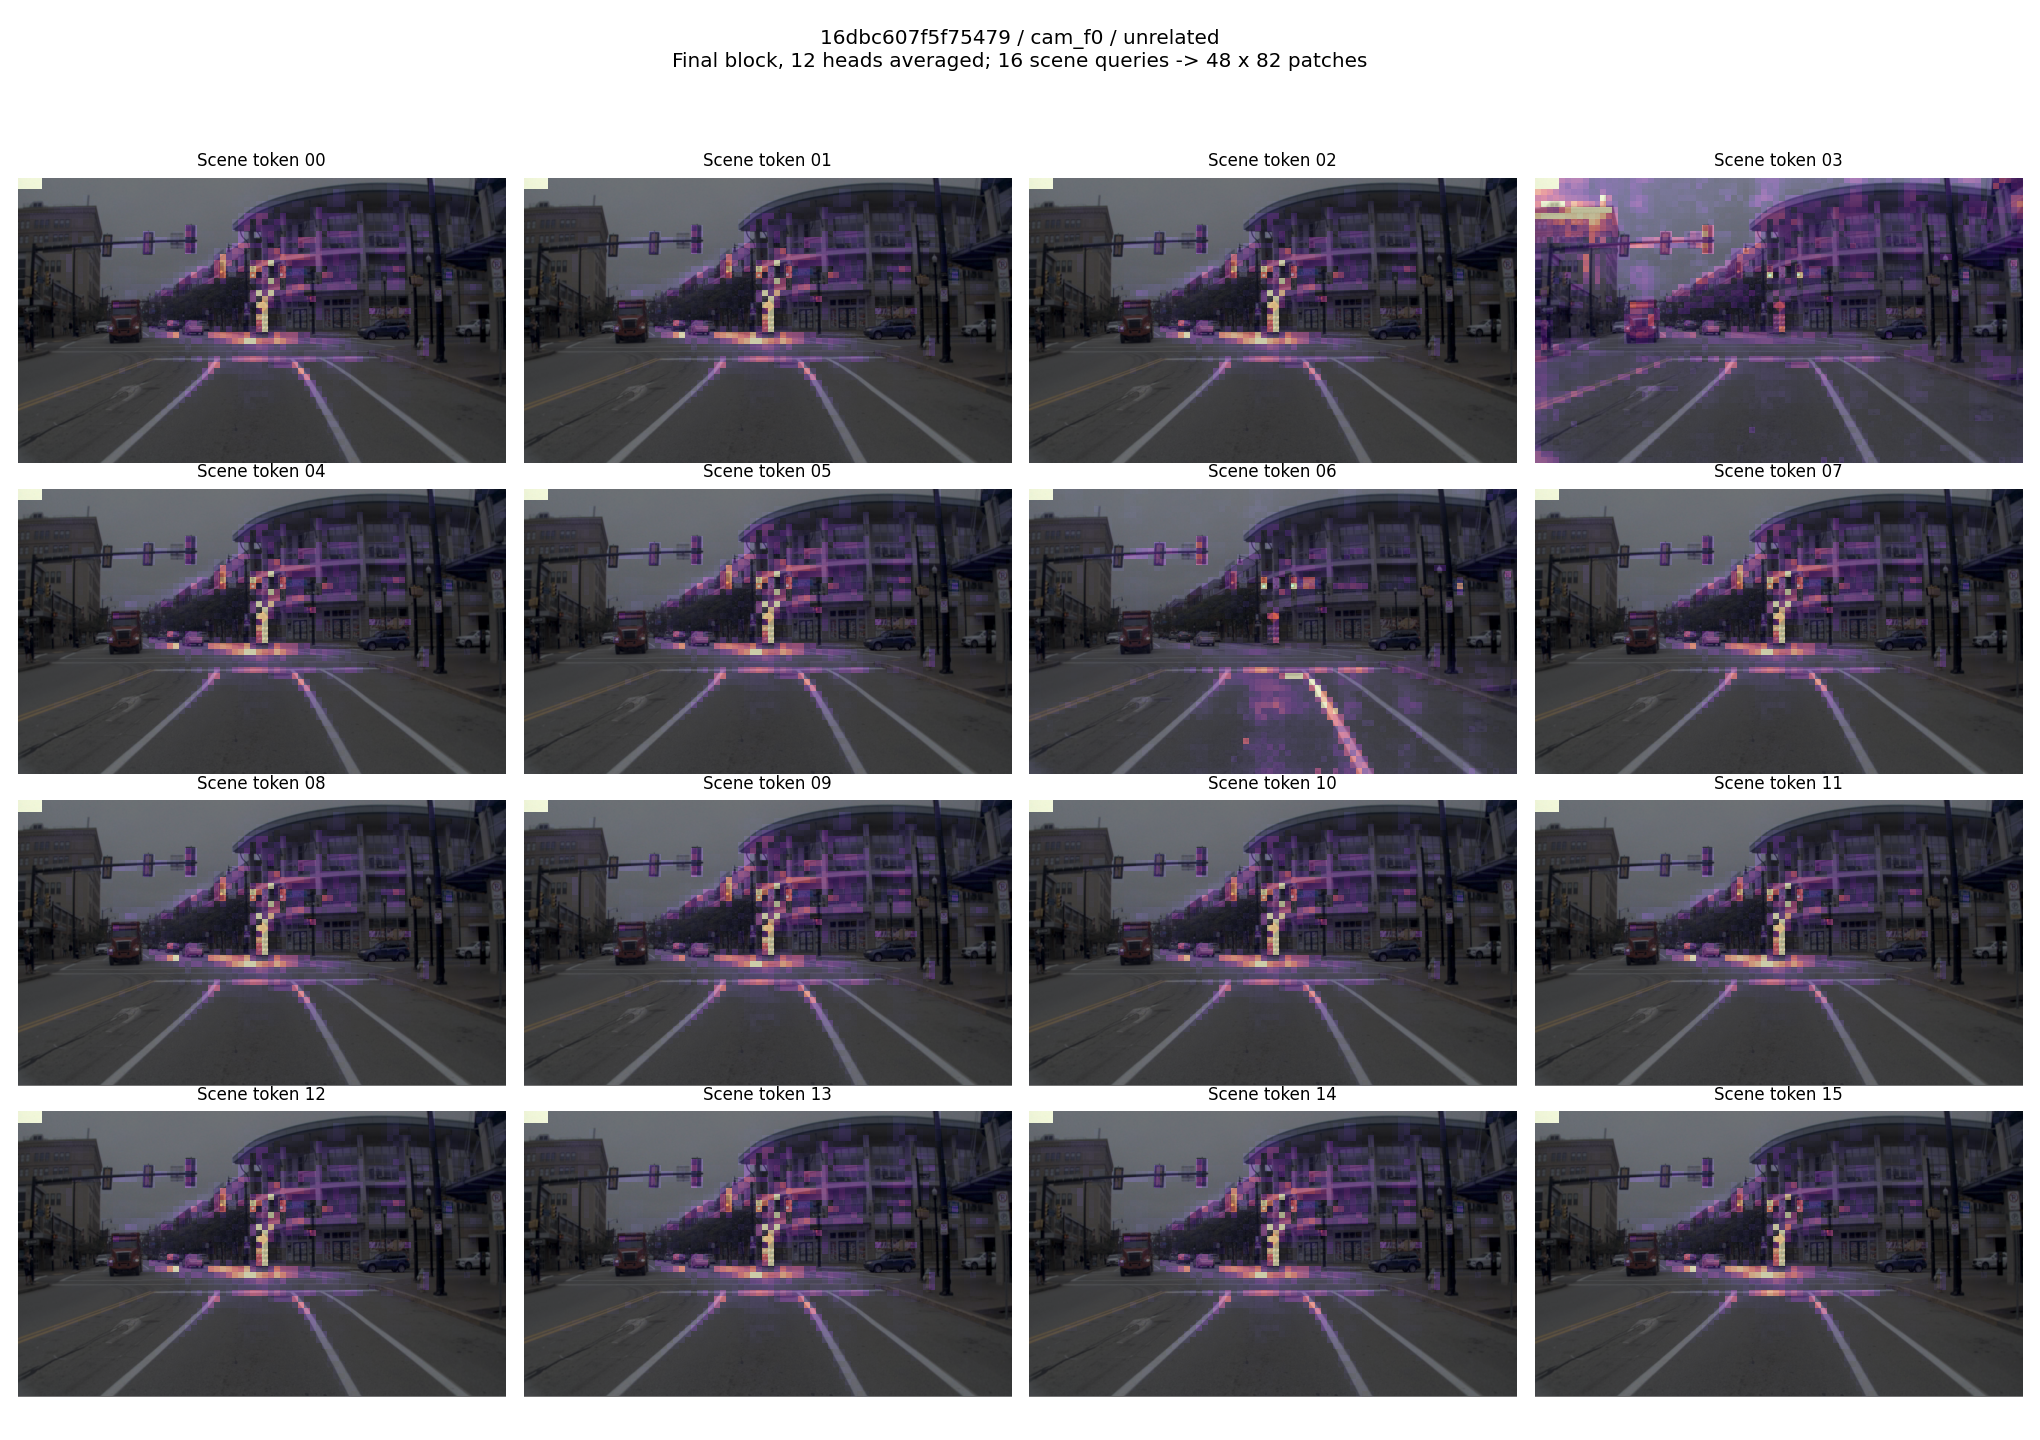 16dbc607f5f75479 / cam_f0 / unrelated
Final block, 12 heads averaged; 16 scene queries -> 48 x 82 patches
Scene token 00
Scene token 01
Scene token 02
Scene token 03
Scene token 04
Scene token 05
Scene token 06
Scene token 07
Scene token 08
Scene token 09
Scene token 10
Scene token 11
Scene token 12
Scene token 13
Scene token 14
Scene token 15